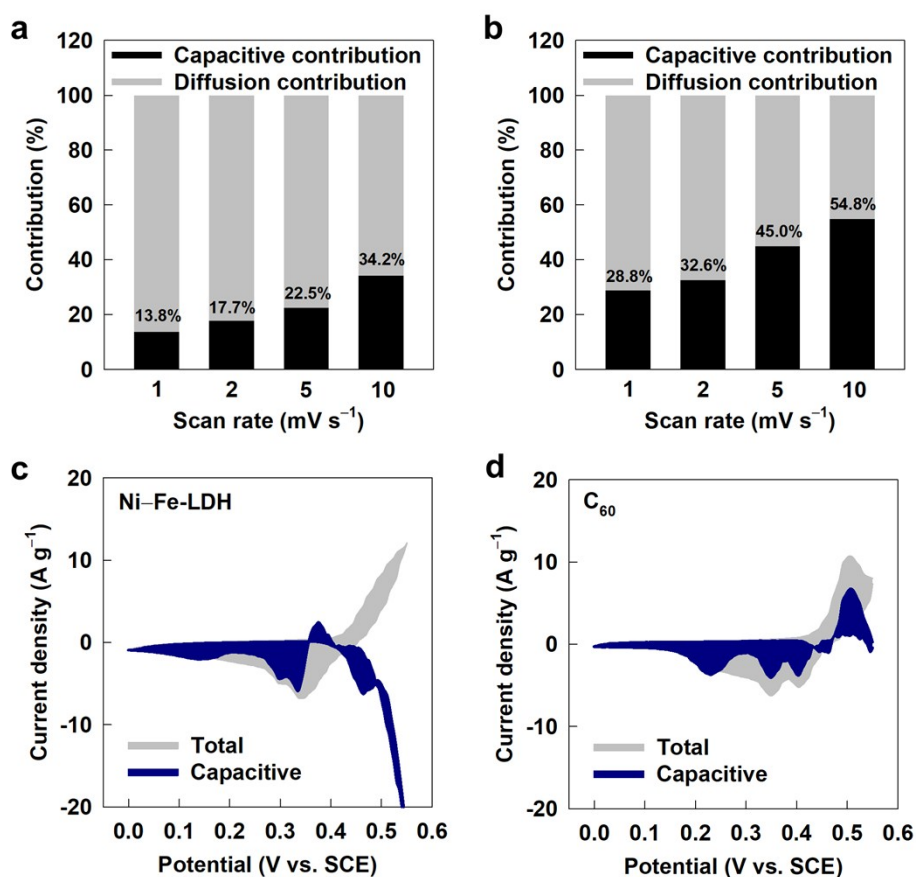 a
120
100
80
60
40
20
0
Contribution (%)
Capacitive contribution
Diffusion contribution
13.8%
17.7%
22.5%
34.2%
1 2 5 10
Scan rate (mV s⁻¹)
b
120
100
80
60
40
20
0
Contribution (%)
Capacitive contribution
Diffusion contribution
28.8%
32.6%
45.0%
54.8%
1 2 5 10
Scan rate (mV s⁻¹)
c
20
10
0
-10
-20
Current density (A g⁻¹)
Ni–Fe-LDH
Total
Capacitive
0.0 0.1 0.2 0.3 0.4 0.5 0.6
Potential (V vs. SCE)
d
20
10
0
-10
-20
Current density (A g⁻¹)
C₆₀
Total
Capacitive
0.0 0.1 0.2 0.3 0.4 0.5 0.6
Potential (V vs. SCE)